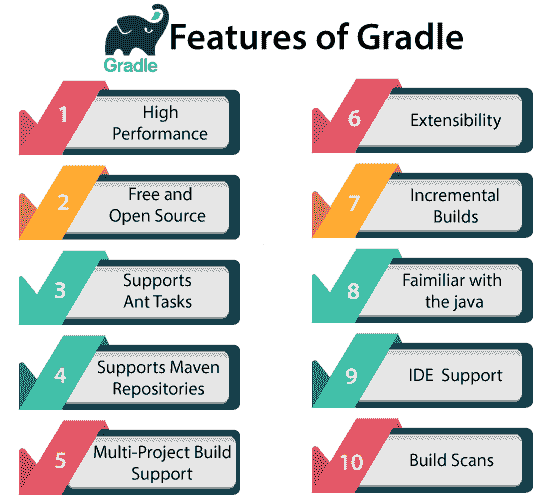 Gradle
Features of Gradle
1
High
Performance
2
Free and
Open Source
3
Supports
Ant Tasks
4
Supports Maven
Repositories
5
Multi-Project Build
Support
6
Extensibility
7
Incremental
Builds
8
Faimiliar with
the java
9
IDE Support
10
Build Scans